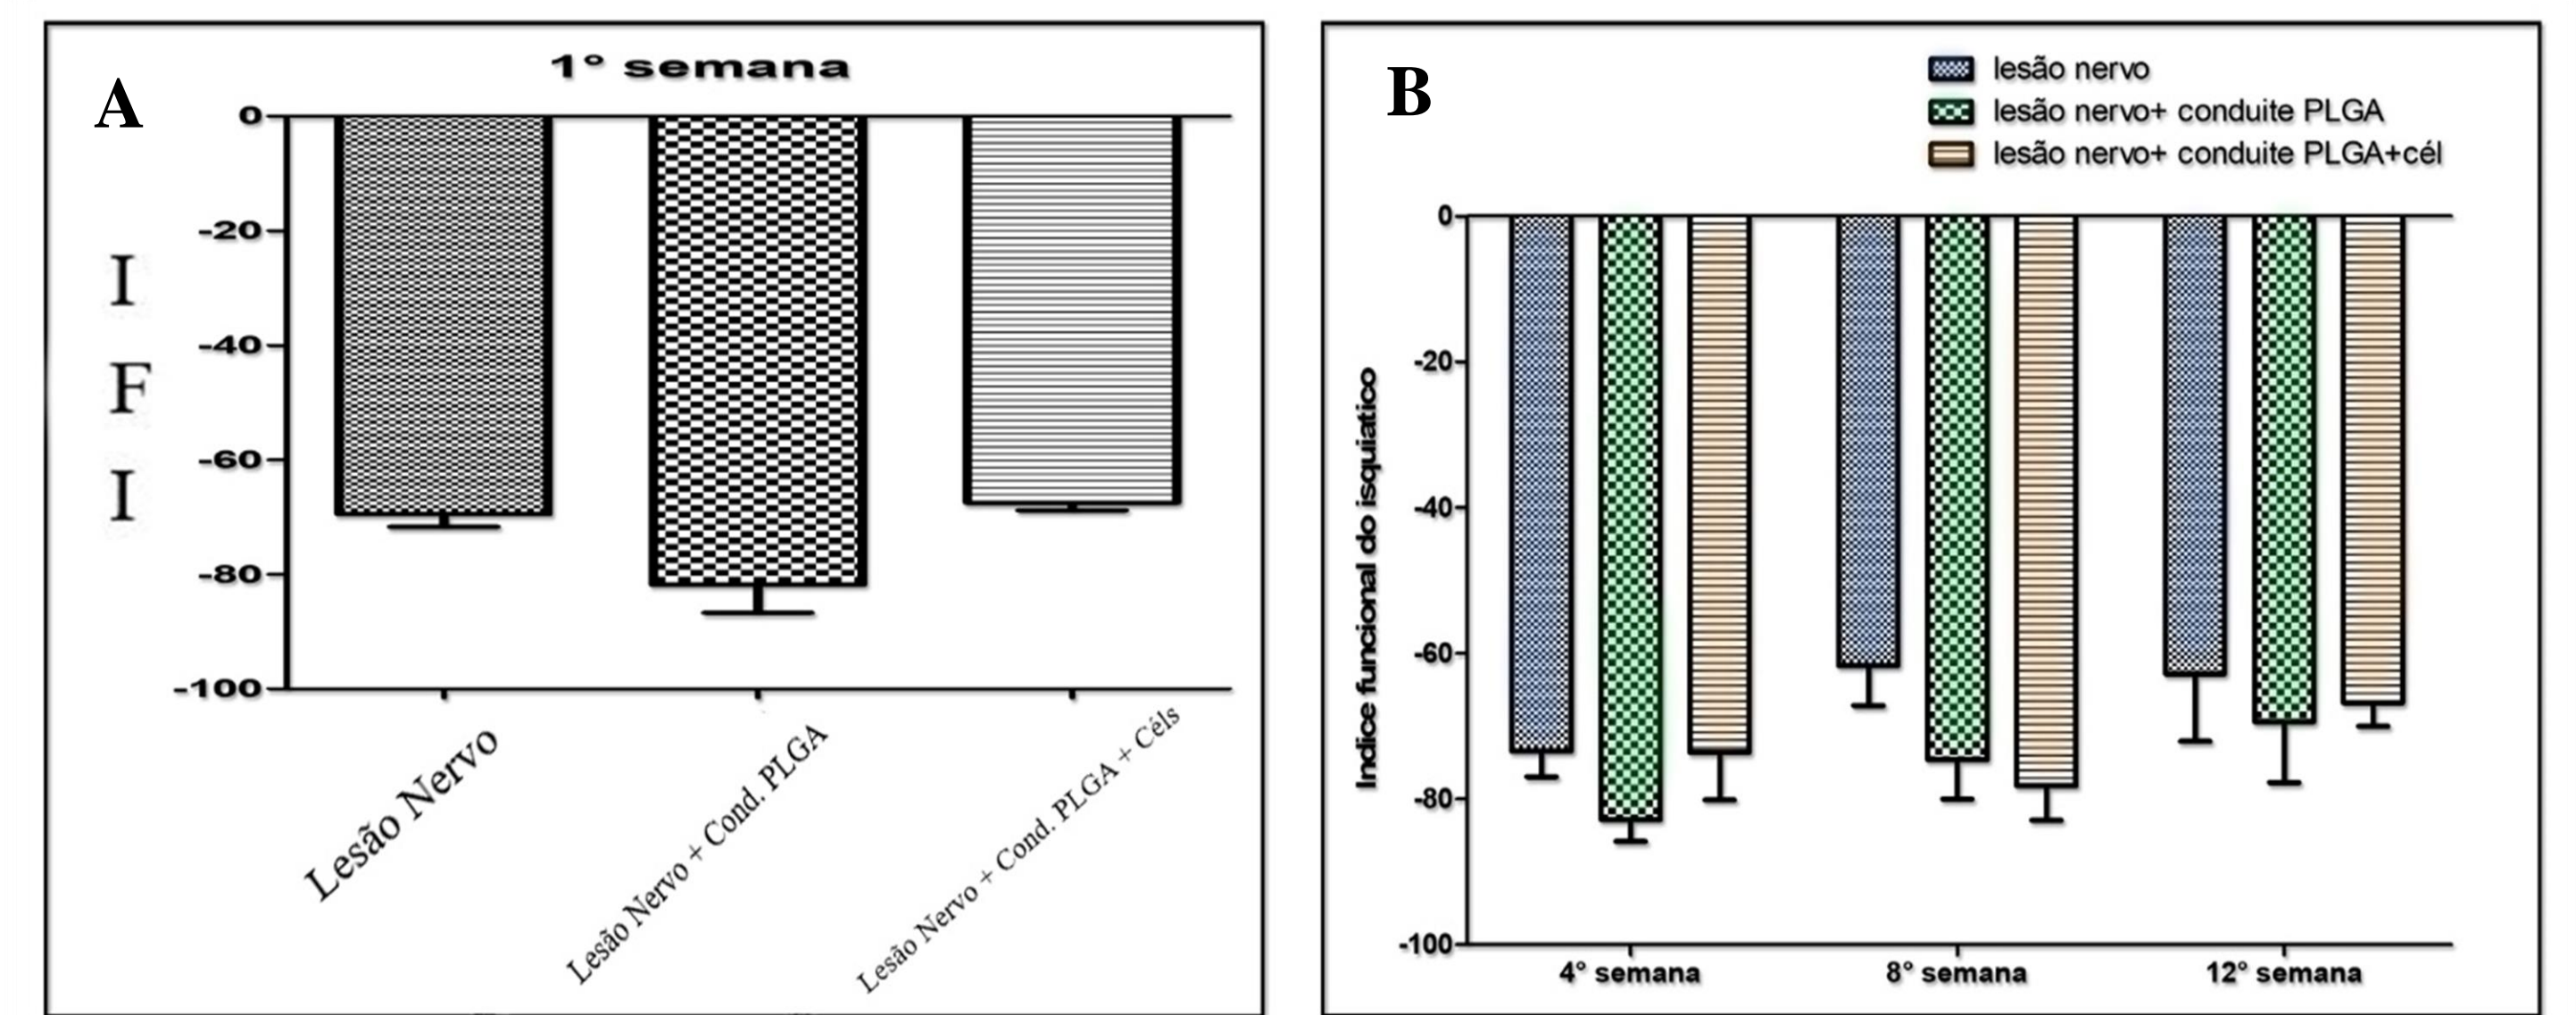 A
1º semana
0
-20
-40
-60
-80
-100
I
F
I
Lesão Nervo
Lesão Nervo + Cond. PLGA
Lesão Nervo + Cond. PLGA + Céls
B
lesão nervo
lesão nervo+ conduite PLGA
lesão nervo+ conduite PLGA+cél
0
-20
-40
-60
-80
-100
Indice funcional do isquiatico
4° semana
8° semana
12° semana